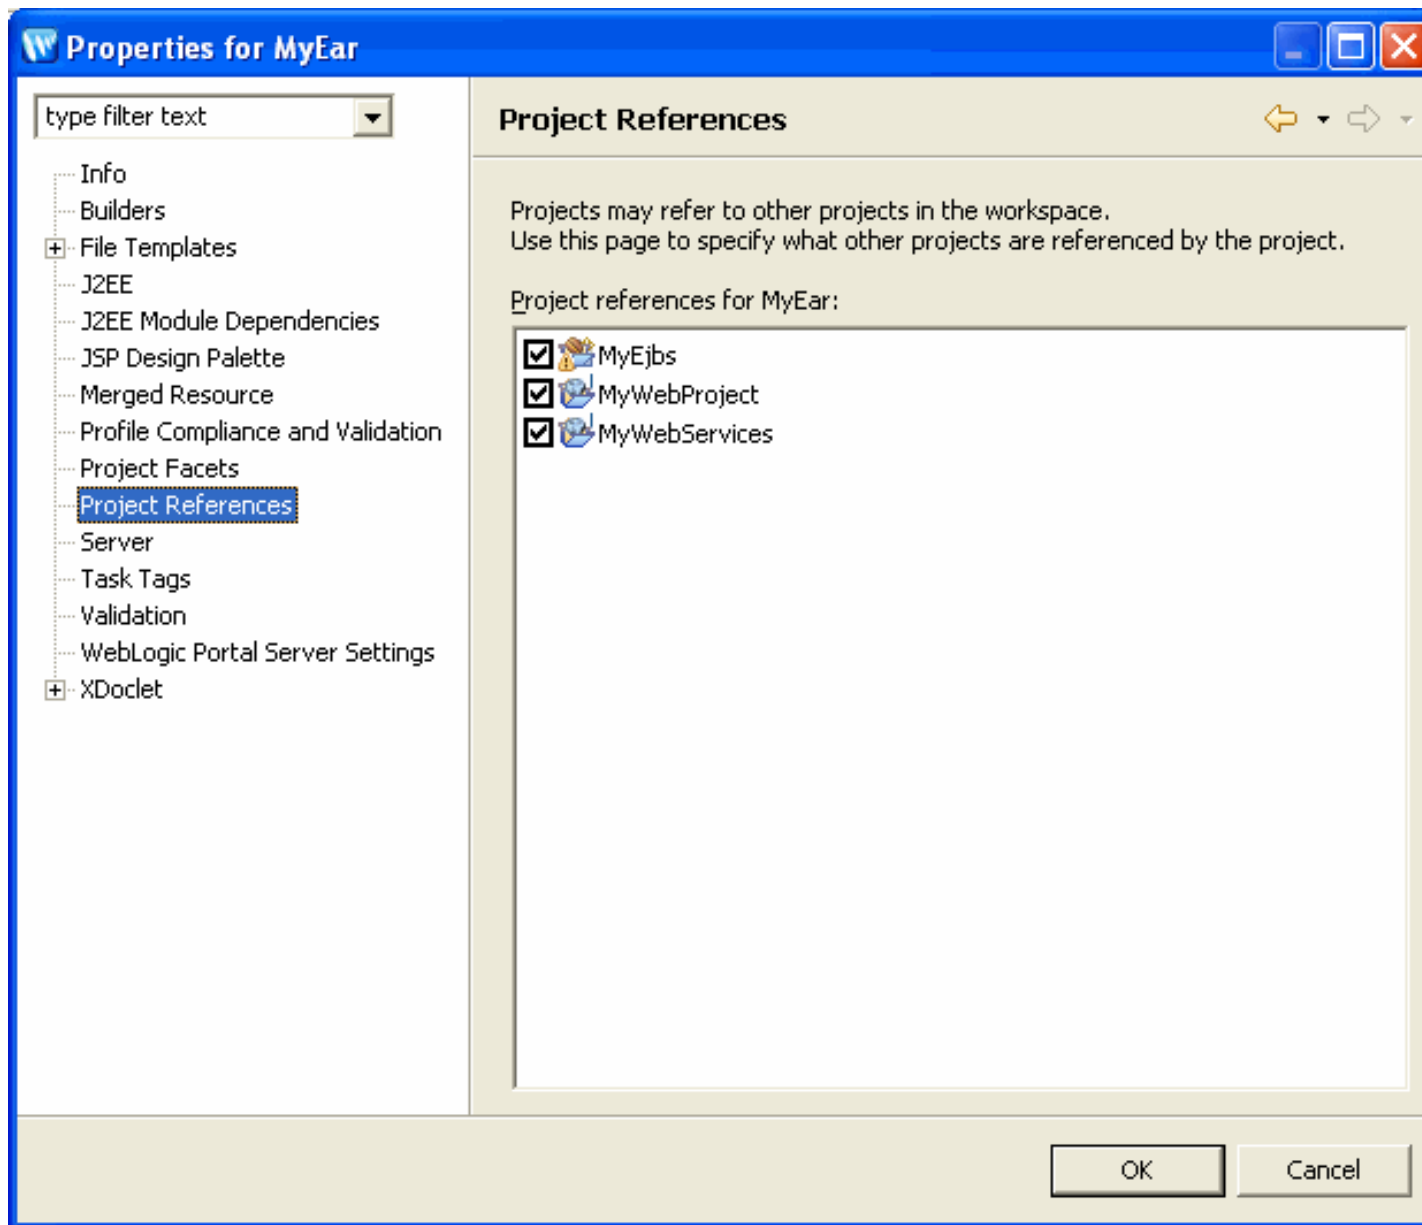 Properties for MyEar
type filter text
Info
Builders
File Templates
J2EE
J2EE Module Dependencies
JSP Design Palette
Merged Resource
Profile Compliance and Validation
Project Facets
Project References
Server
Task Tags
Validation
WebLogic Portal Server Settings
XDoclet
Project References
Projects may refer to other projects in the workspace.
Use this page to specify what other projects are referenced by the project.
Project references for MyEar:
MyEjbs
MyWebProject
MyWebServices
OK
Cancel